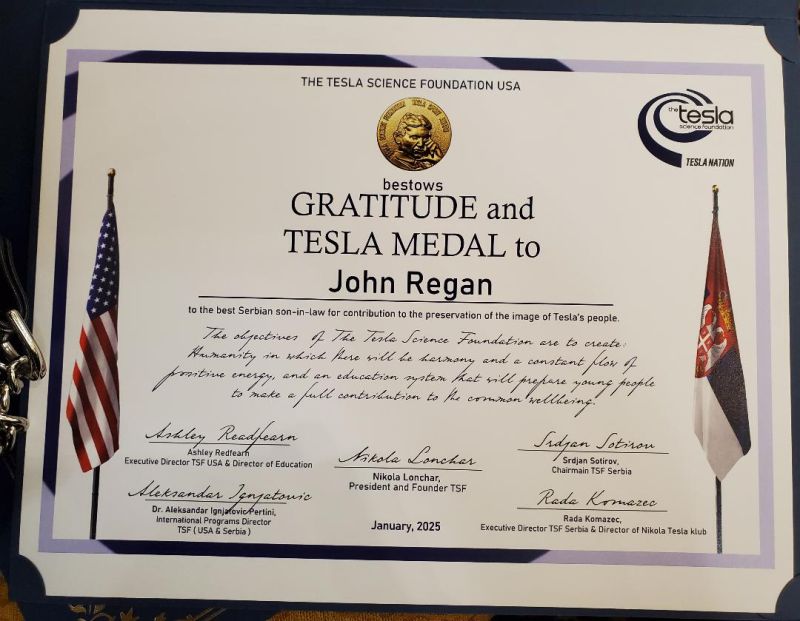 THE TESLA SCIENCE FOUNDATION USA
the tesla
science foundation
TESLA NATION
bestows
GRATITUDE and
TESLA MEDAL to
John Regan
to the best Serbian son-in-law for contribution to the preservation of the image of Tesla's people.
The objectives of The Tesla Science Foundation are to create:
Humanity in which there will be harmony and a constant flow of
positive energy, and an education system that will prepare young people
to make a full contribution to the common wellbeing.
Ashley Readfearn
Ashley Redfearn
Executive Director TSF USA & Director of Education
Nikola Lonchar
Nikola Lonchar,
President and Founder TSF
Srdjan Sotirov
Srdjan Sotirov,
Chairmain TSF Serbia
Aleksandar Ignjatovic
Dr. Aleksandar Ignjatovic-Pertini,
International Programs Director
TSF ( USA & Serbia )
January, 2025
Rada Komazec
Rada Komazec,
Executive Director TSF Serbia & Director of Nikola Tesla klub